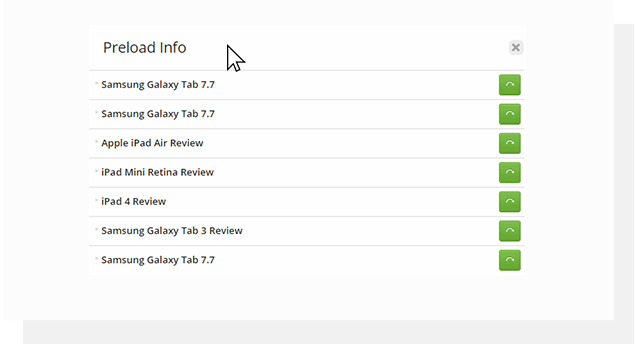 Preload Info
Samsung Galaxy Tab 7.7
Samsung Galaxy Tab 7.7
Apple iPad Air Review
iPad Mini Retina Review
iPad 4 Review
Samsung Galaxy Tab 3 Review
Samsung Galaxy Tab 7.7